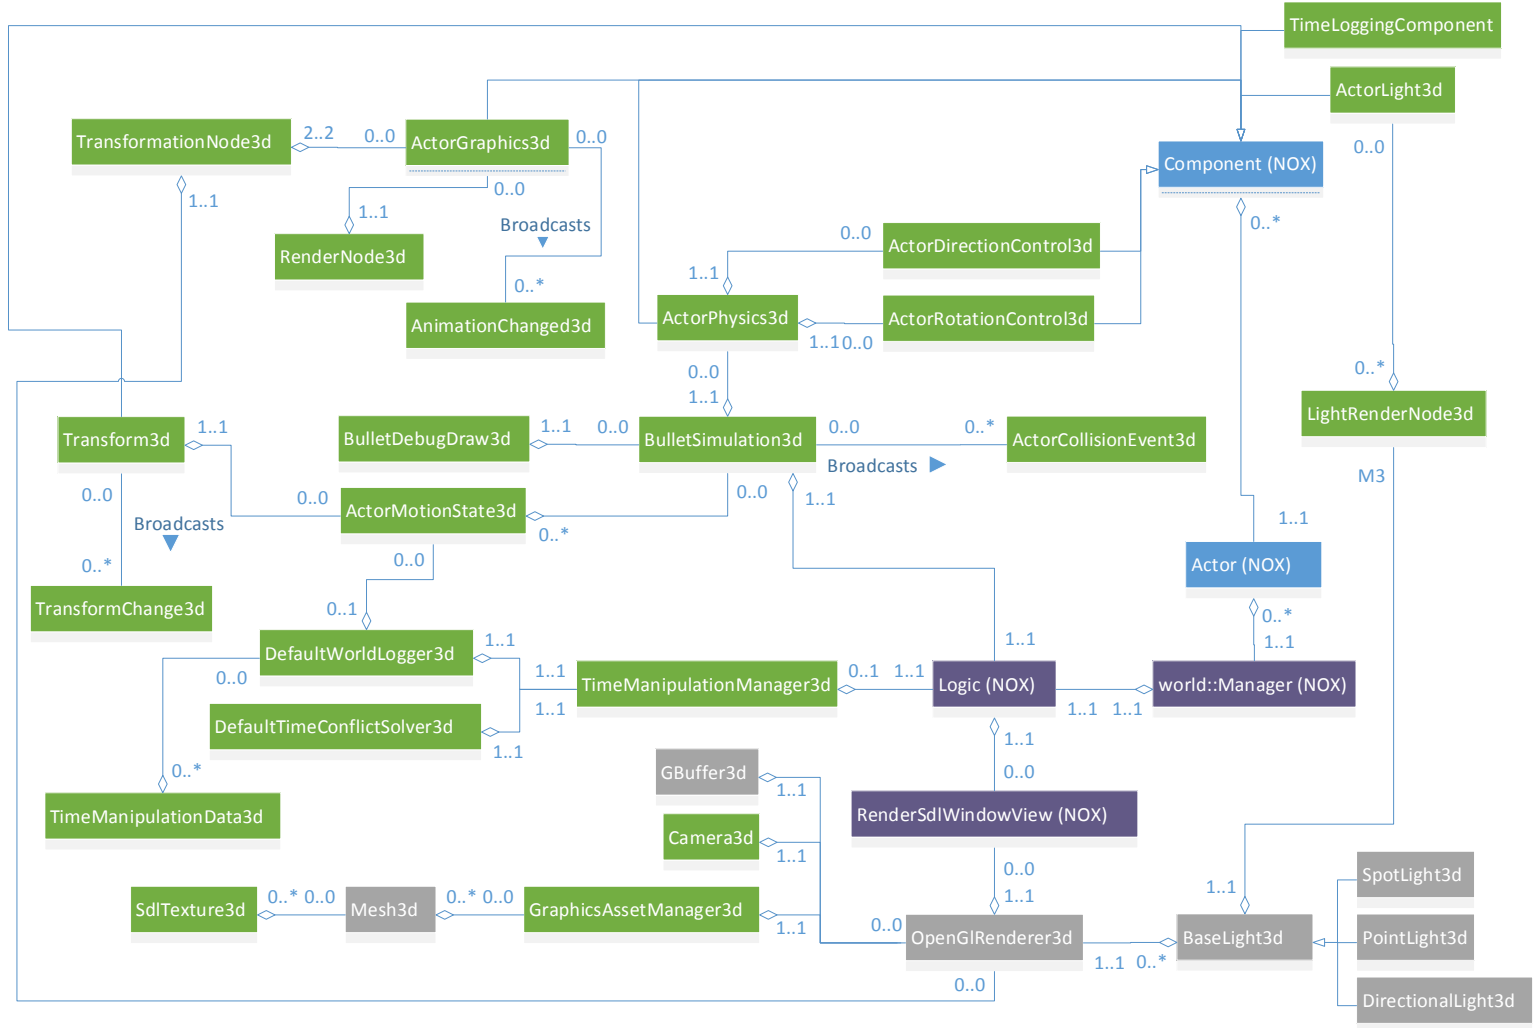 TimeLoggingComponent
ActorLight3d
0..0
TransformationNode3d
2..2
0..0
ActorGraphics3d
0..0
Component (NOX)
1..1
0..0
1..1
0..*
Broadcasts
RenderNode3d
0..0
ActorDirectionControl3d
1..1
0..*
AnimationChanged3d
ActorPhysics3d
ActorRotationControl3d
1..1
0..0
0..0
1..1
0..*
LightRenderNode3d
Transform3d
1..1
BulletDebugDraw3d
1..1
0..0
BulletSimulation3d
0..0
0..*
ActorCollisionEvent3d
Broadcasts
M3
0..0
0..0
ActorMotionState3d
0..*
0..0
1..1
Broadcasts
1..1
0..*
0..0
Actor (NOX)
TransformChange3d
0..1
0..*
1..1
DefaultWorldLogger3d
1..1
1..1
0..0
1..1
TimeManipulationManager3d
0..1
1..1
Logic (NOX)
world::Manager (NOX)
1..1
1..1
1..1
DefaultTimeConflictSolver3d
1..1
1..1
0..*
GBuffer3d
1..1
0..0
TimeManipulationData3d
RenderSdlWindowView (NOX)
Camera3d
1..1
0..0
1..1
SpotLight3d
1..1
SdlTexture3d
0..*
0..0
Mesh3d
0..*
0..0
GraphicsAssetManager3d
1..1
0..0
OpenGlRenderer3d
1..1
0..*
BaseLight3d
PointLight3d
0..0
DirectionalLight3d